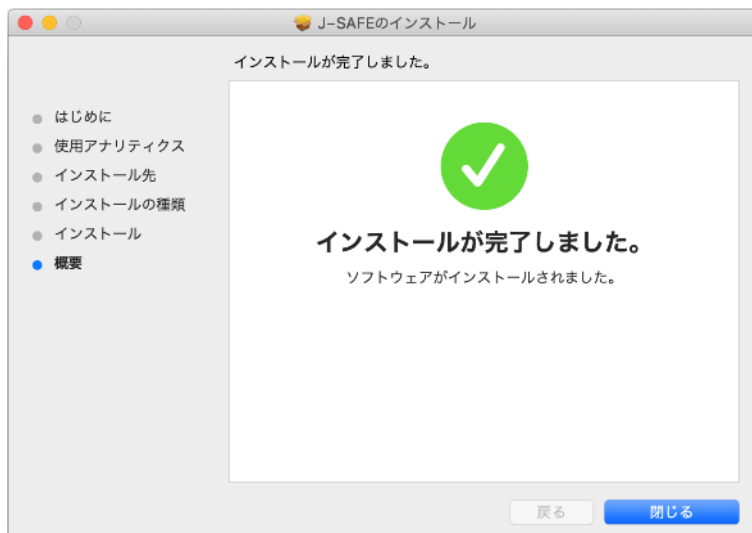 J-SAFEのインストール
インストールが完了しました。
はじめに
使用アナリティクス
インストール先
インストールの種類
インストール
概要
インストールが完了しました。
ソフトウェアがインストールされました。
戻る
閉じる